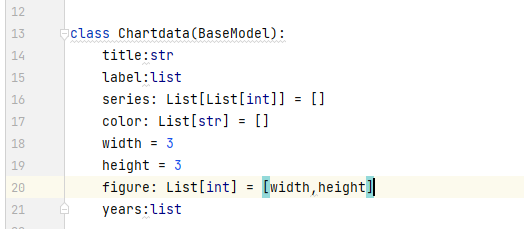 12
13 class Chartdata(BaseModel):
14 title:str
15 label:list
16 series: List[List[int]] = []
17 color: List[str] = []
18 width = 3
19 height = 3
20 figure: List[int] = [width,height]
21 years:list